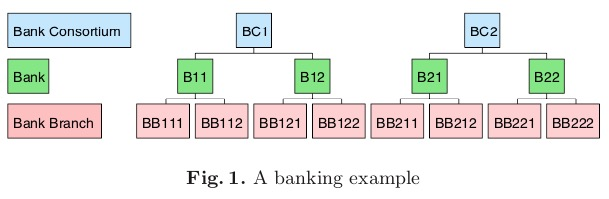 Bank Consortium BC1 BC2
Bank B11 B12 B21 B22
Bank Branch BB111 BB112 BB121 BB122 BB211 BB212 BB221 BB222
Fig. 1. A banking example